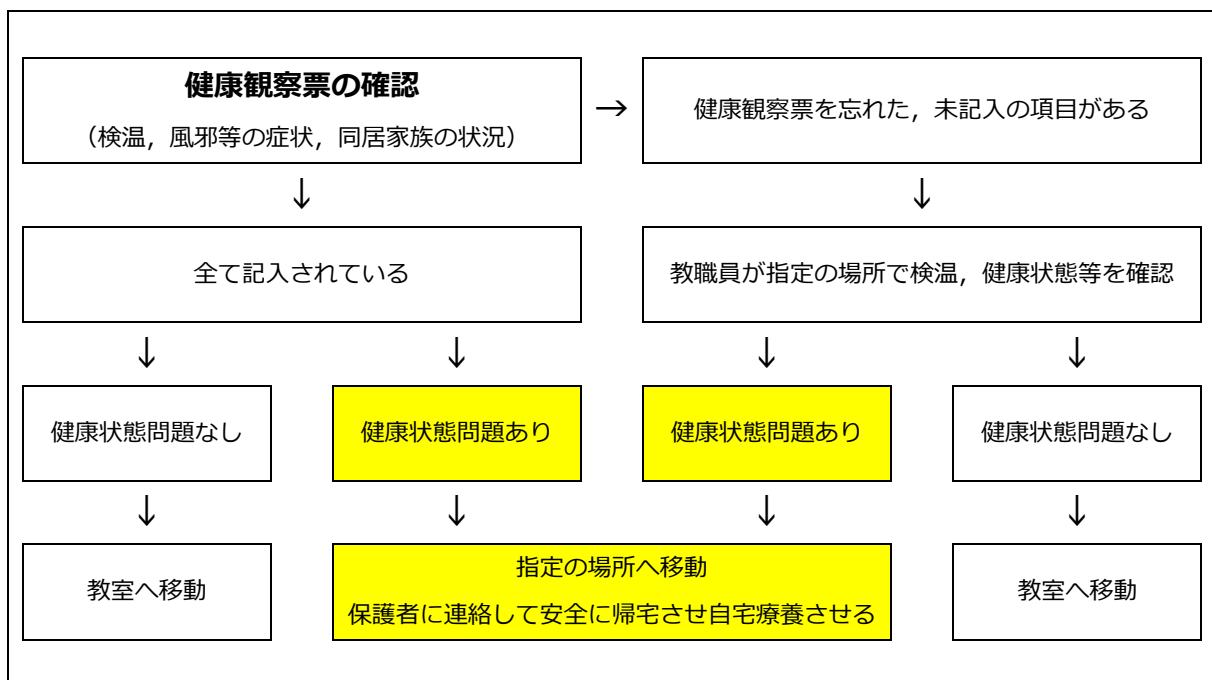 健康観察票の確認
（検温，風邪等の症状，同居家族の状況）
→
健康観察票を忘れた，未記入の項目がある
↓
↓
全て記入されている
教職員が指定の場所で検温，健康状態等を確認
↓
↓
↓
↓
健康状態問題なし
健康状態問題あり
健康状態問題あり
健康状態問題なし
↓
↓
↓
↓
教室へ移動
指定の場所へ移動
保護者に連絡して安全に帰宅させ自宅療養させる
教室へ移動